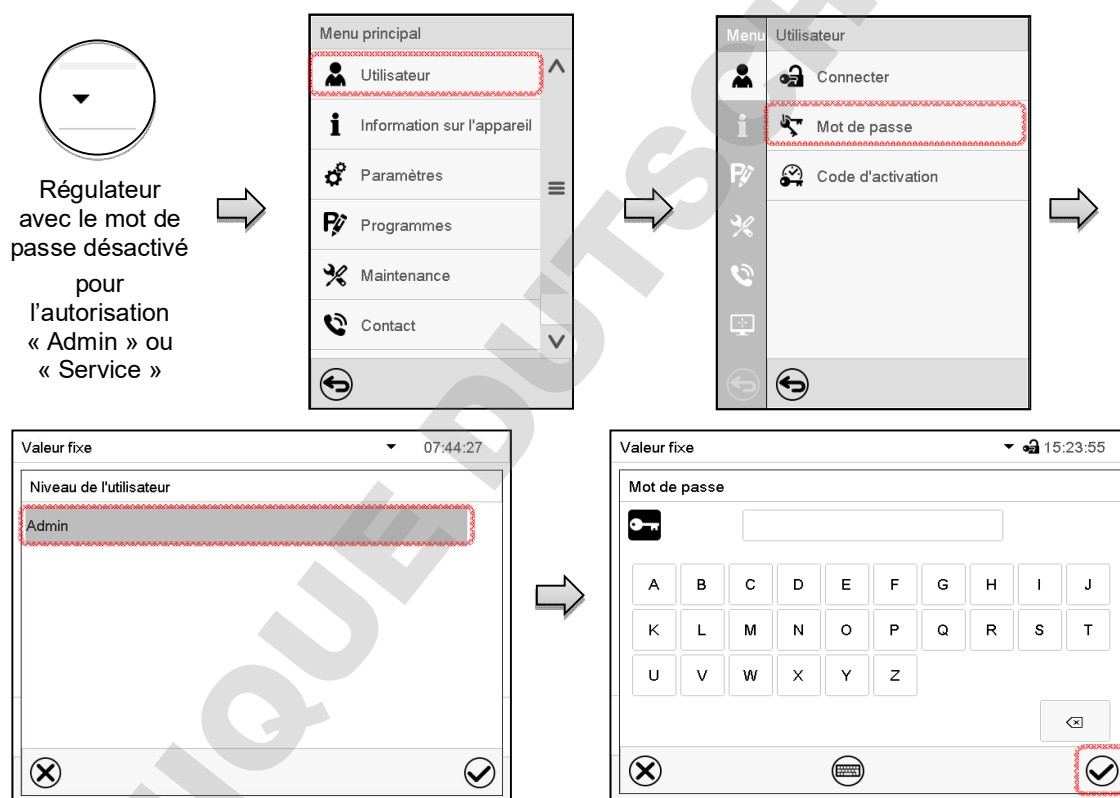 Régulateur
avec le mot de
passe désactivé
pour
l'autorisation
« Admin » ou
« Service »
Menu principal
Utilisateur
Information sur l'appareil
Paramètres
Programmes
Maintenance
Contact
Menu
Utilisateur
Connecter
Mot de passe
Code d'activation
Valeur fixe 07:44:27
Niveau de l'utilisateur
Admin
Valeur fixe 15:23:55
Mot de passe
A B C D E F G H I J
K L M N O P Q R S T
U V W X Y Z